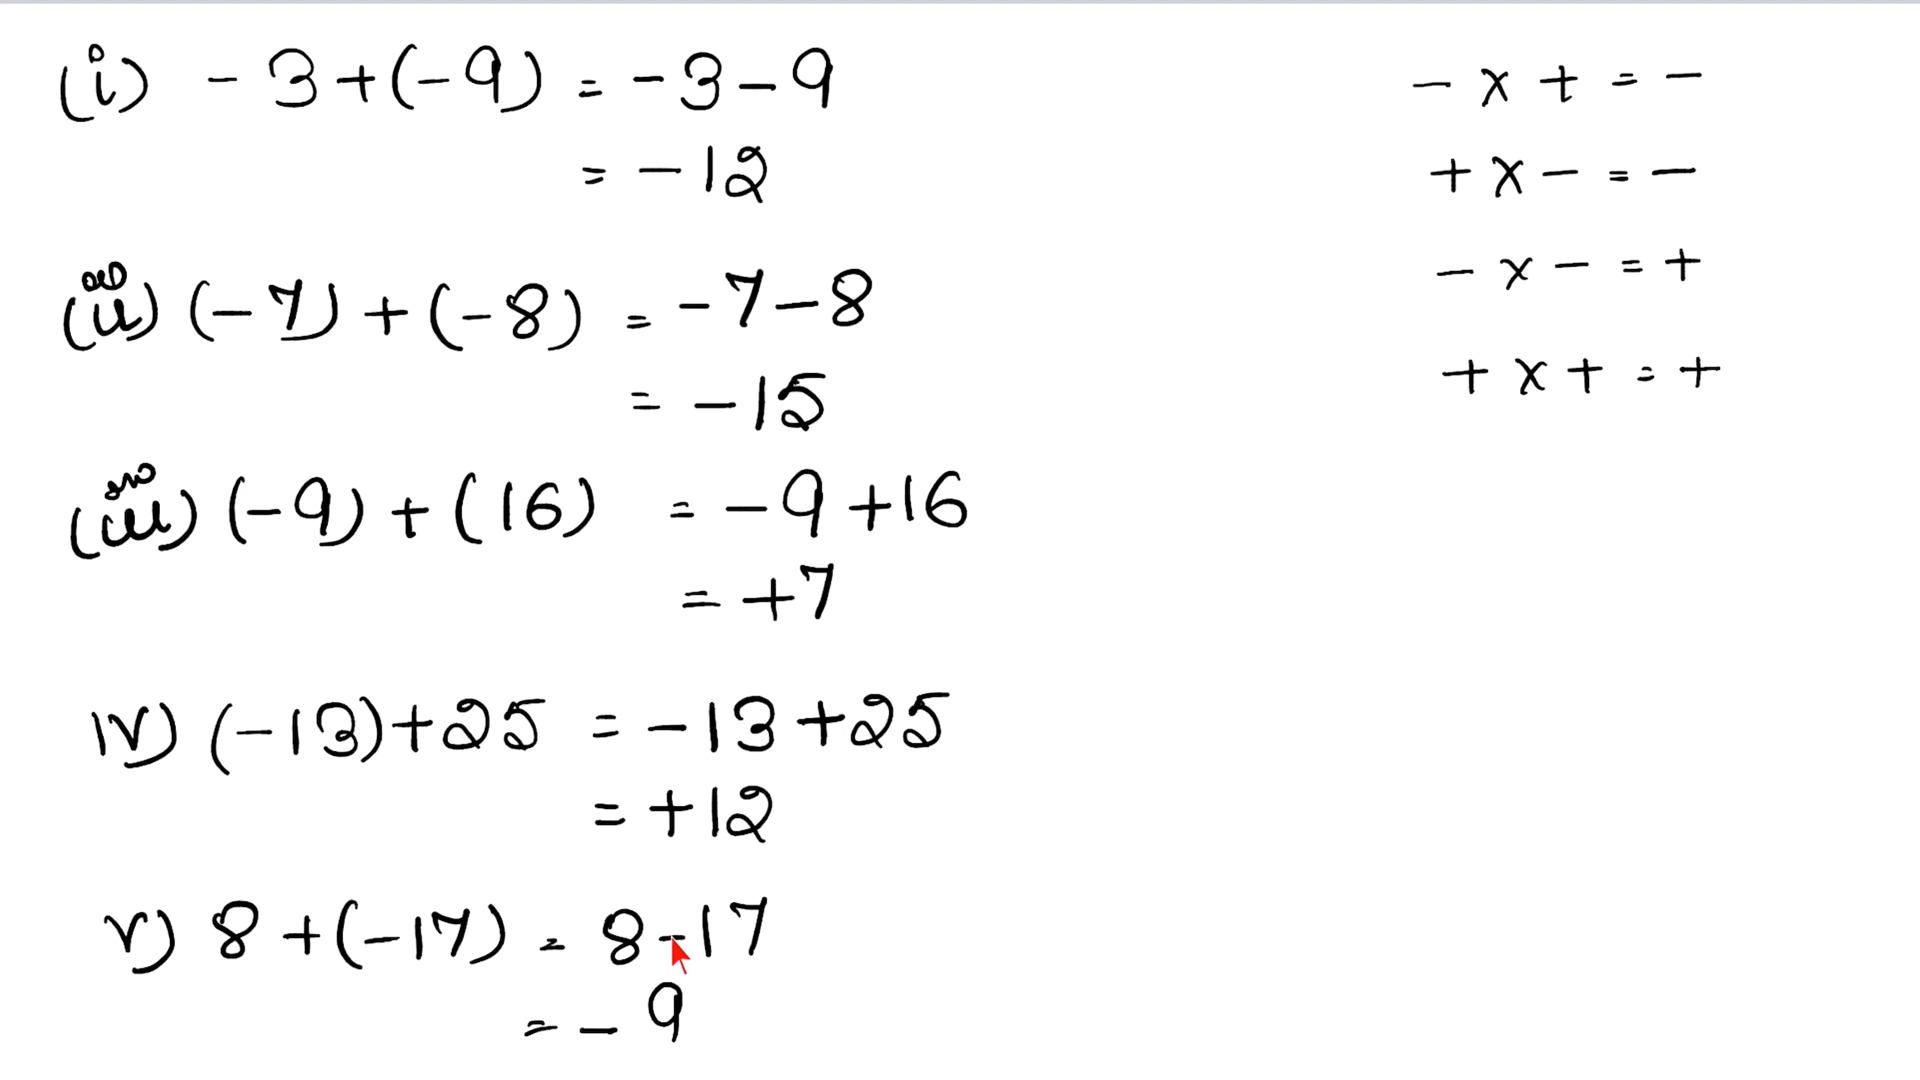 (i) - 3 + (- 9) = - 3 - 9
= - 12
(ii) (- 7) + (- 8) = - 7 - 8
= - 15
(iii) (- 9) + (16) = - 9 + 16
= + 7
iv) (- 13) + 25 = - 13 + 25
= + 12
v) 8 + (- 17) = 8 - 17
= - 9
- x + = -
+ x - = -
- x - = +
+ x + = +